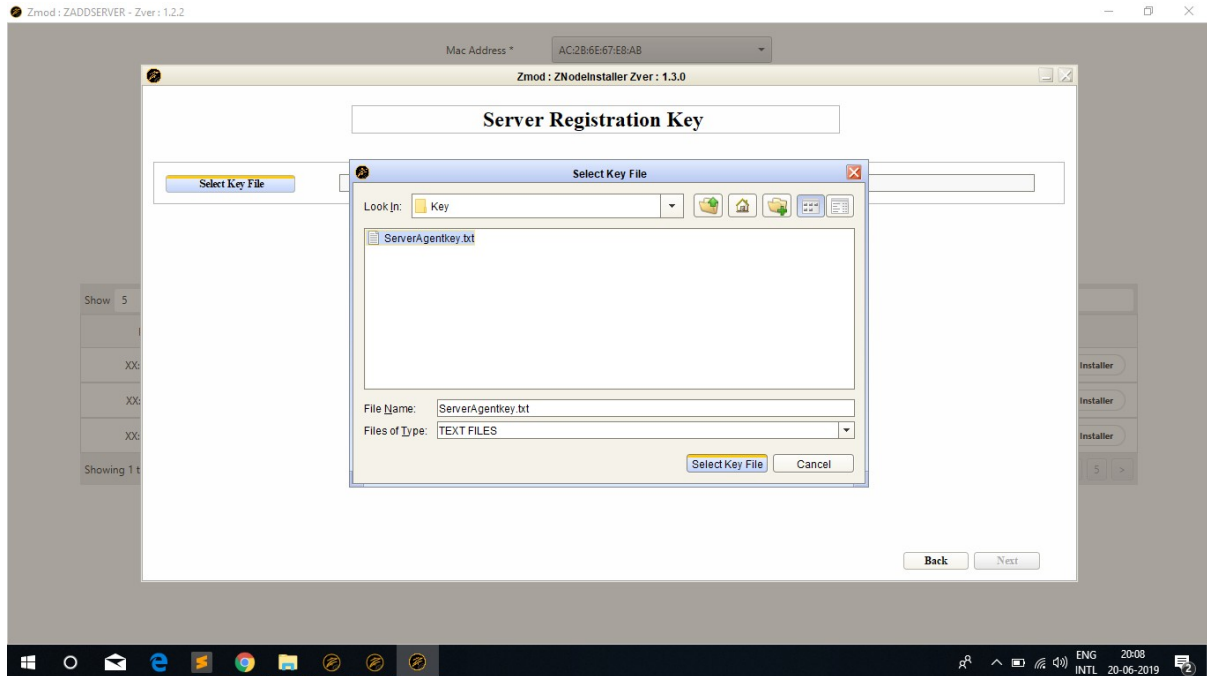 Zmod : ZADDSERVER - Zver : 1.2.2
Mac Address * AC:2B:6E:67:E8:AB
Zmod : ZNodeInstaller Zver : 1.3.0
Server Registration Key
Select Key File
Select Key File
Look In: Key
ServerAgentkey.txt
File Name: ServerAgentkey.txt
Files of Type: TEXT FILES
Select Key File Cancel
Show 5
XX: Installer
XX: Installer
XX: Installer
Showing 1 t 5 >
Back Next
ENG 20:08
INTL 20-06-2019 2